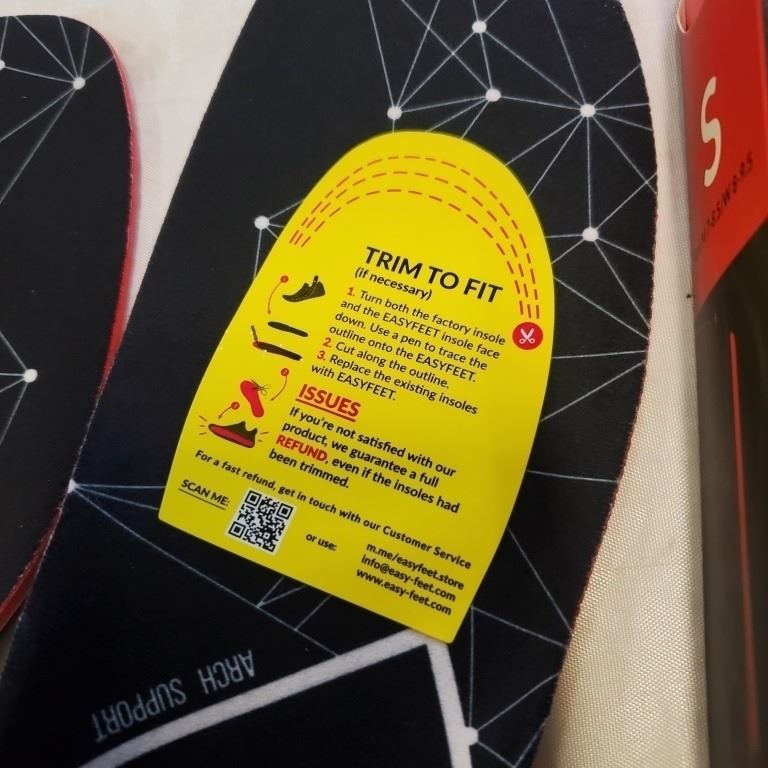 TRIM TO FIT
(if necessary)
1. Turn both the factory insole
and the EASYFEET insole face
down. Use a pen to trace the
outline onto the EASYFEET.
2. Cut along the outline.
3. Replace the existing insoles
with EASYFEET.
ISSUES
If you're not satisfied with our
product, we guarantee a full
REFUND, even if the insoles had
been trimmed.
For a fast refund, get in touch with our Customer Service
SCAN ME:
or use:
m.me/easyfeet.store
info@easy-feet.com
www.easy-feet.com
ARCH SUPPORT
S